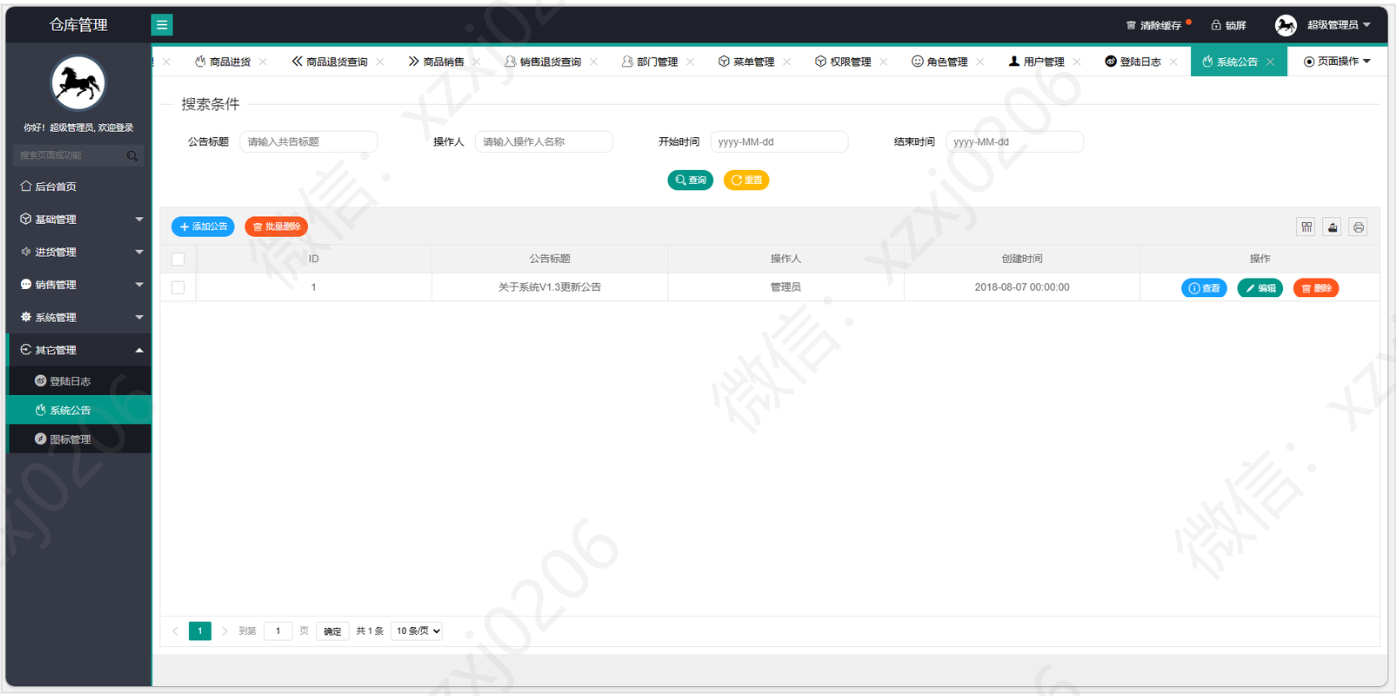 仓库管理
清除缓存 锁屏 超级管理员
商品进货 商品退货查询 商品销售 销售退货查询 部门管理 菜单管理 权限管理 角色管理 用户管理 登陆日志 系统公告 页面操作
你好！超级管理员, 欢迎登录
搜索页面或功能
后台首页
基础管理
进货管理
销售管理
系统管理
其它管理
登陆日志
系统公告
图标管理
搜索条件
公告标题 请输入共告标题 操作人 请输入操作人名称 开始时间 yyyy-MM-dd 结束时间 yyyy-MM-dd
查询 重置
添加公告 批量删除
ID 公告标题 操作人 创建时间 操作
1 关于系统V1.3更新公告 管理员 2018-08-07 00:00:00 查看 编辑 删除
1 到第 1 页 确定 共 1 条 10 条/页
微信：xzxj0206
微信：xzxj0206
微信：xzxj0206
xzxj0206